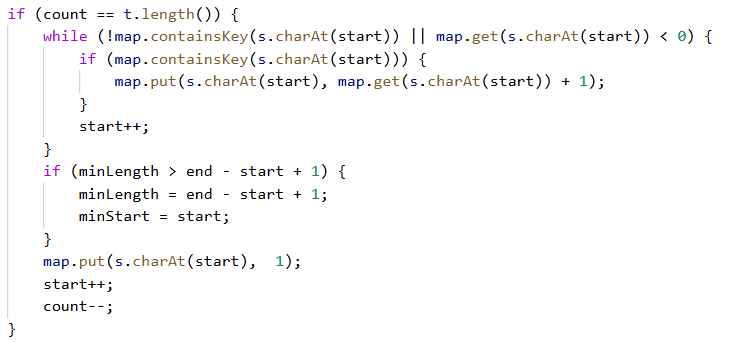 if (count == t.length()) {
    while (!map.containsKey(s.charAt(start)) || map.get(s.charAt(start)) < 0) {
        if (map.containsKey(s.charAt(start))) {
            map.put(s.charAt(start), map.get(s.charAt(start)) + 1);
        }
        start++;
    }
    if (minLength > end - start + 1) {
        minLength = end - start + 1;
        minStart = start;
    }
    map.put(s.charAt(start),  1);
    start++;
    count--;
}